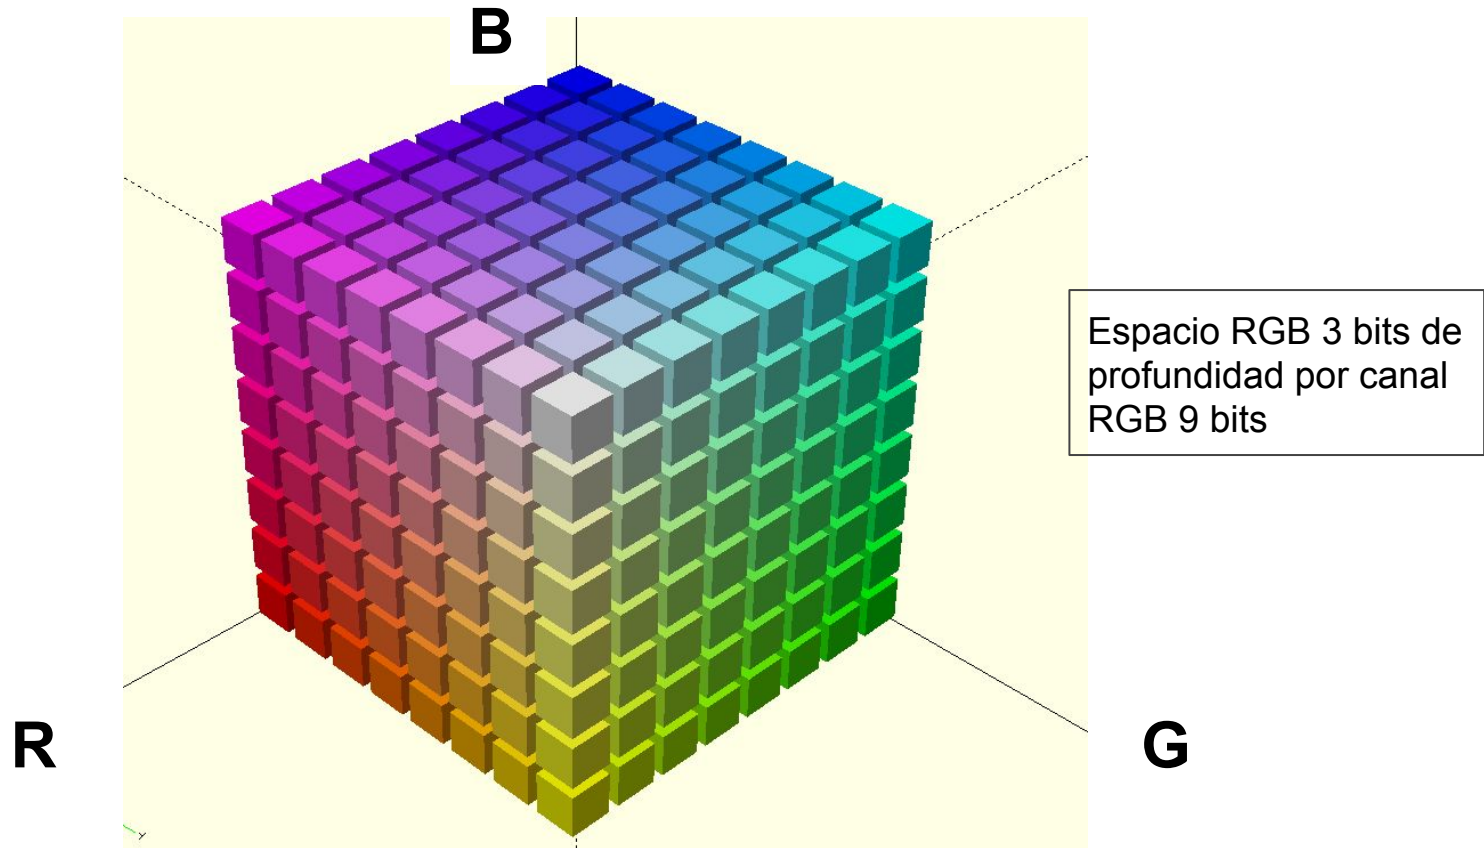 B
Espacio RGB 3 bits de
profundidad por canal
RGB 9 bits
R
G